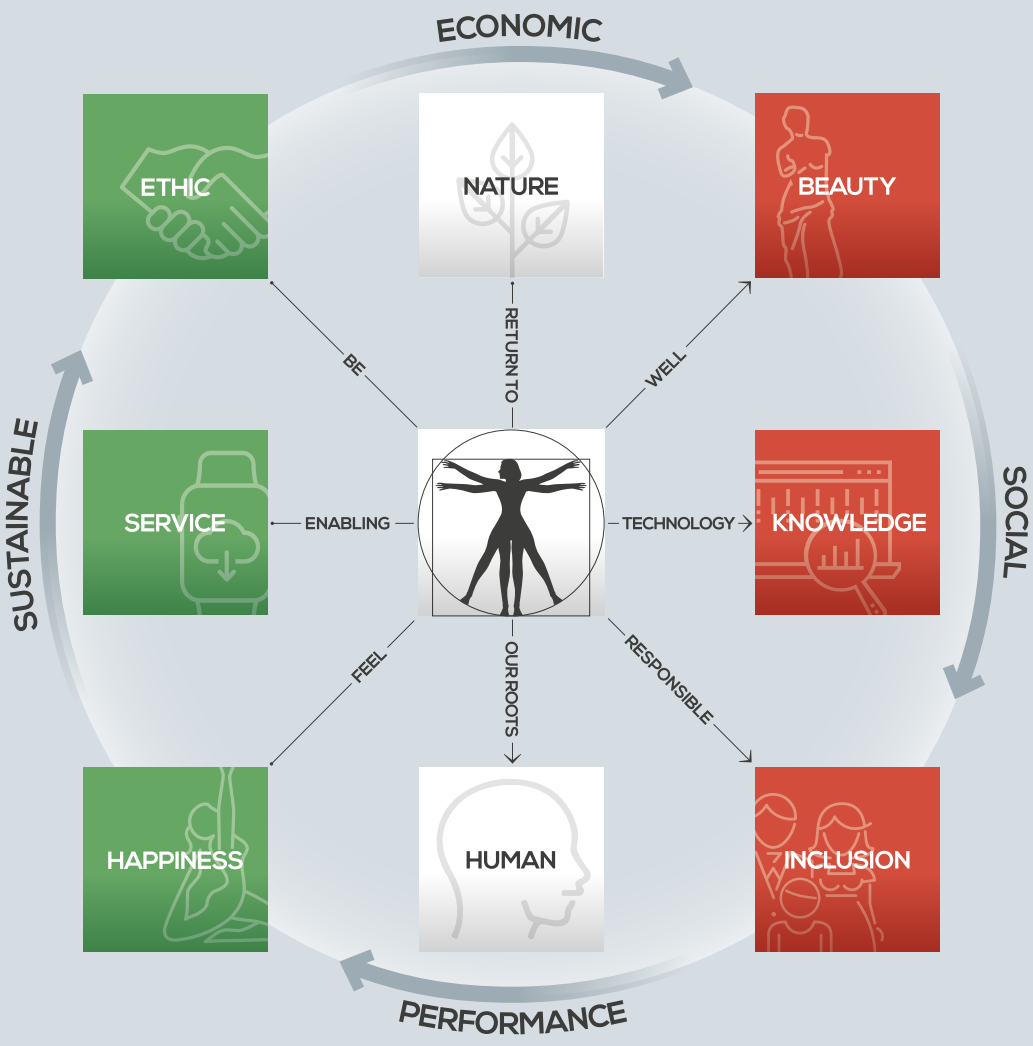 ECONOMIC
ETHIC
NATURE
BEAUTY
BE
RETURN TO
WELL
SUSTAINABLE
SERVICE
ENABLING
TECHNOLOGY
KNOWLEDGE
SOCIAL
FEEL
OUR ROOTS
RESPONSIBLE
HAPPINESS
HUMAN
INCLUSION
PERFORMANCE